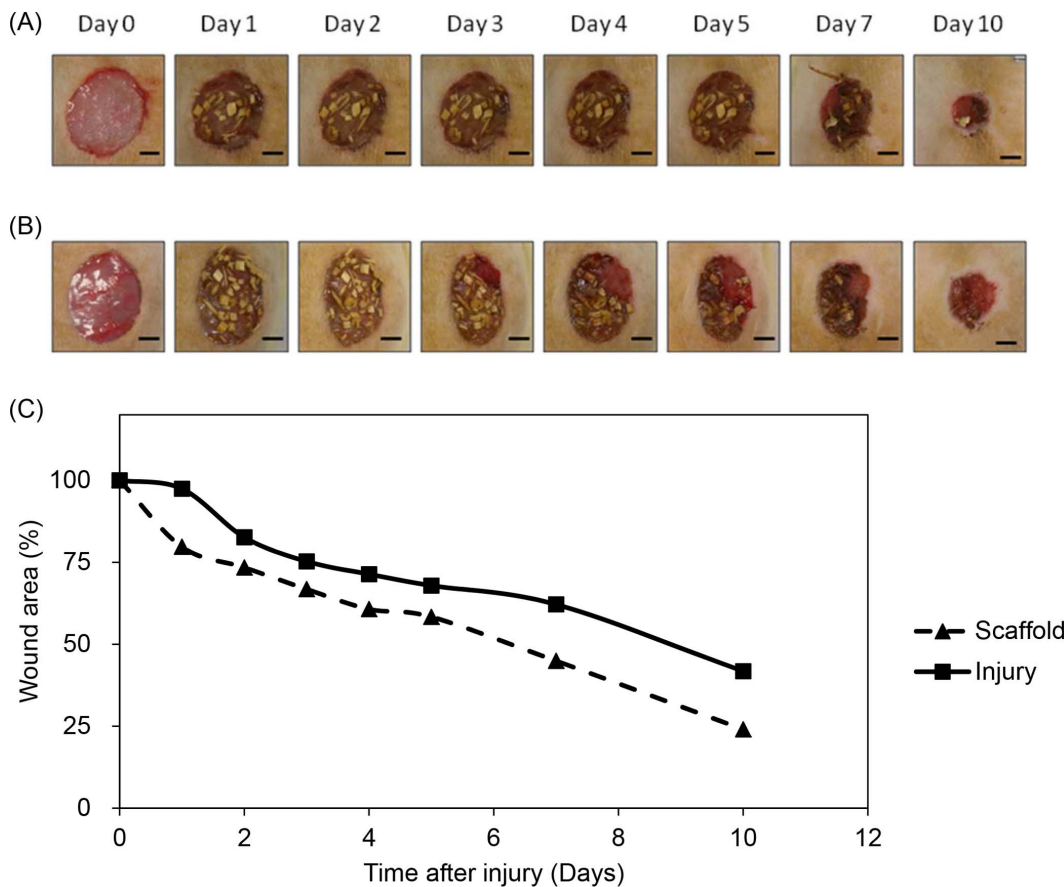 (A) Day 0 Day 1 Day 2 Day 3 Day 4 Day 5 Day 7 Day 10
(B)
(C)
100
75
50
25
0
Wound area (%)
0 2 4 6 8 10 12
Time after injury (Days)
Scaffold
Injury